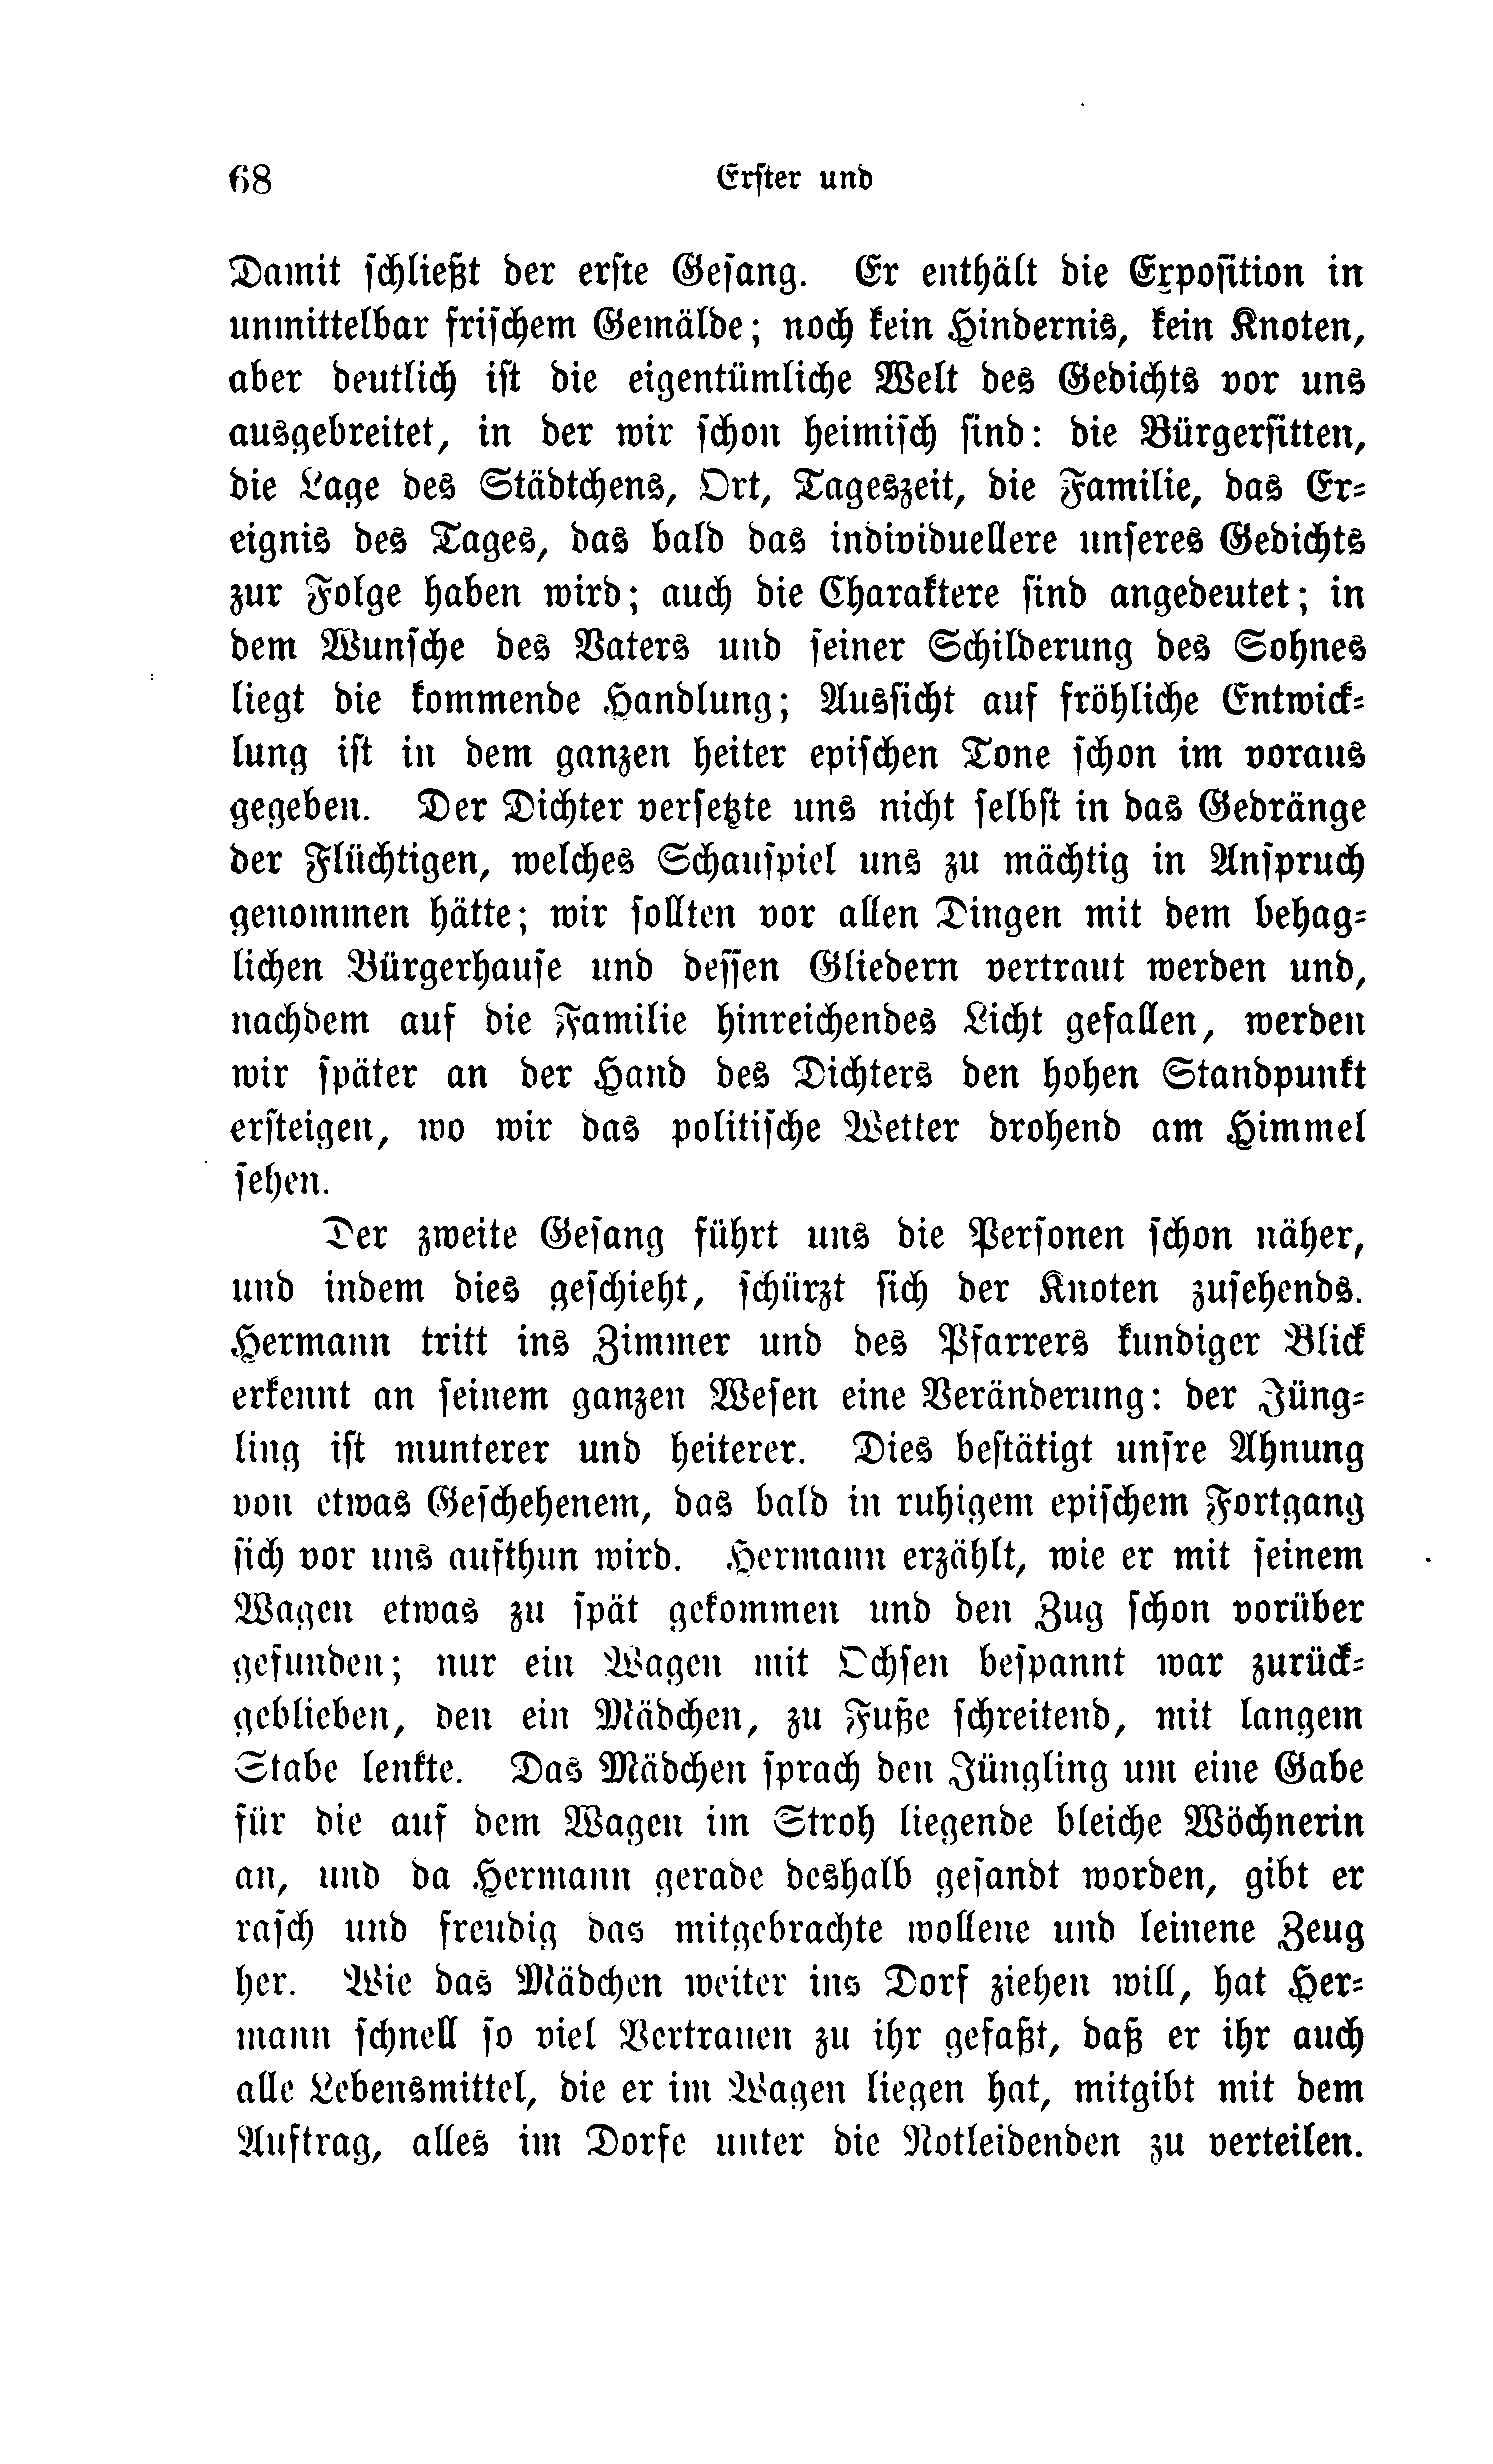 68 Erſter und
Damit ſchließt der erſte Geſang. Er enthält die Expoſition in
unmittelbar friſchem Gemälde; noch kein Hindernis, kein Knoten,
aber deutlich iſt die eigentümliche Welt des Gedichts vor uns
ausgebreitet, in der wir ſchon heimiſch ſind: die Bürgerſitten,
die Lage des Städtchens, Ort, Tageszeit, die Familie, das Er⸗
eignis des Tages, das bald das individuellere unſeres Gedichts
zur Folge haben wird; auch die Charaktere ſind angedeutet; in
dem Wunſche des Vaters und ſeiner Schilderung des Sohnes
liegt die kommende Handlung; Ausſicht auf fröhliche Entwick⸗
lung iſt in dem ganzen heiter epiſchen Tone ſchon im voraus
gegeben. Der Dichter verſetzte uns nicht ſelbſt in das Gedränge
der Flüchtigen, welches Schauſpiel uns zu mächtig in Anſpruch
genommen hätte; wir ſollten vor allen Dingen mit dem behag⸗
lichen Bürgerhauſe und deſſen Gliedern vertraut werden und,
nachdem auf die Familie hinreichendes Licht gefallen, werden
wir ſpäter an der Hand des Dichters den hohen Standpunkt
erſteigen, wo wir das politiſche Wetter drohend am Himmel
ſehen.
Der zweite Geſang führt uns die Perſonen ſchon näher,
und indem dies geſchieht, ſchürzt ſich der Knoten zuſehends.
Hermann tritt ins Zimmer und des Pfarrers kundiger Blick
erkennt an ſeinem ganzen Weſen eine Veränderung: der Jüng⸗
ling iſt munterer und heiterer. Dies beſtätigt unſre Ahnung
von etwas Geſchehenem, das bald in ruhigem epiſchem Fortgang
ſich vor uns aufthun wird. Hermann erzählt, wie er mit ſeinem
Wagen etwas zu ſpät gekommen und den Zug ſchon vorüber
gefunden; nur ein Wagen mit Ochſen beſpannt war zurück⸗
geblieben, den ein Mädchen, zu Fuße ſchreitend, mit langem
Stabe lenkte. Das Mädchen ſprach den Jüngling um eine Gabe
für die auf dem Wagen im Stroh liegende bleiche Wöchnerin
an, und da Hermann gerade deshalb geſandt worden, gibt er
raſch und freudig das mitgebrachte wollene und leinene Zeug
her. Wie das Mädchen weiter ins Dorf ziehen will, hat Her⸗
mann ſchnell ſo viel Vertrauen zu ihr gefaßt, daß er ihr auch
alle Lebensmittel, die er im Wagen liegen hat, mitgibt mit dem
Auftrag, alles im Dorfe unter die Notleidenden zu verteilen.